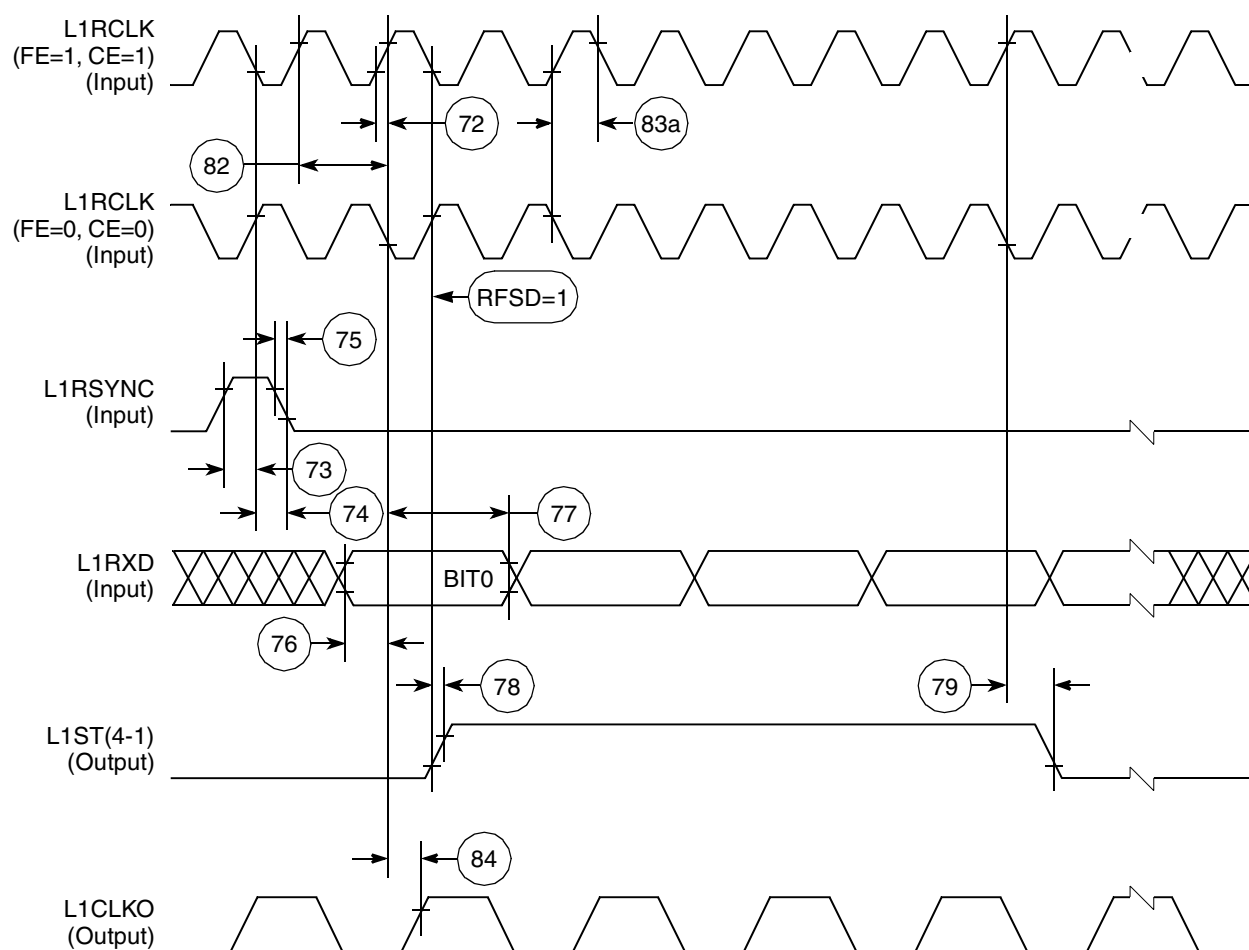 L1RCLK
(FE=1, CE=1)
(Input)
72
83a
82
L1RCLK
(FE=0, CE=0)
(Input)
RFSD=1
75
L1RSYNC
(Input)
73
74
77
L1RXD
(Input)
BIT0
76
78
79
L1ST(4-1)
(Output)
84
L1CLKO
(Output)